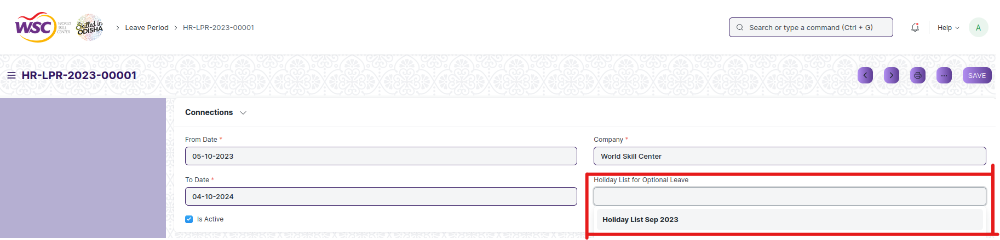 WSC WORLD SKILL CENTER Skilled in ODISHA > Leave Period > HR-LPR-2023-00001 Search or type a command (Ctrl + G) Help A
HR-LPR-2023-00001 ... SAVE
Connections
From Date * Company *
05-10-2023 World Skill Center
To Date * Holiday List for Optional Leave
04-10-2024
Is Active Holiday List Sep 2023